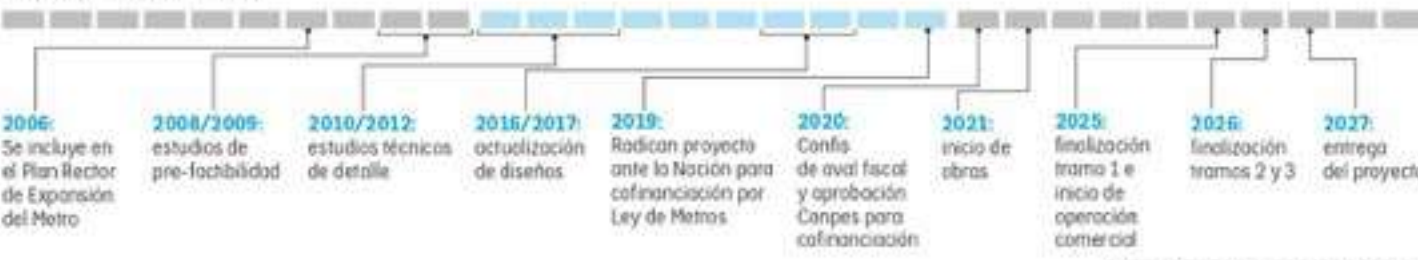 2006:
Se incluye en
el Plan Rector
de Expansión
del Metro
2008/2009:
estudios de
pre-factibilidad
2010/2012:
estudios técnicos
de detalle
2016/2017:
actualización
de diseños
2019:
Radican proyecto
ante la Nación para
cofinanciación por
Ley de Metros
2020:
Confis
de aval fiscal
y aprobación
Conpes para
cofinanciación
2021:
inicio de
obras
2025:
finalización
tramo 1 e
inicio de
operación
comercial
2026:
finalización
tramos 2 y 3
2027:
entrega
del proyecto